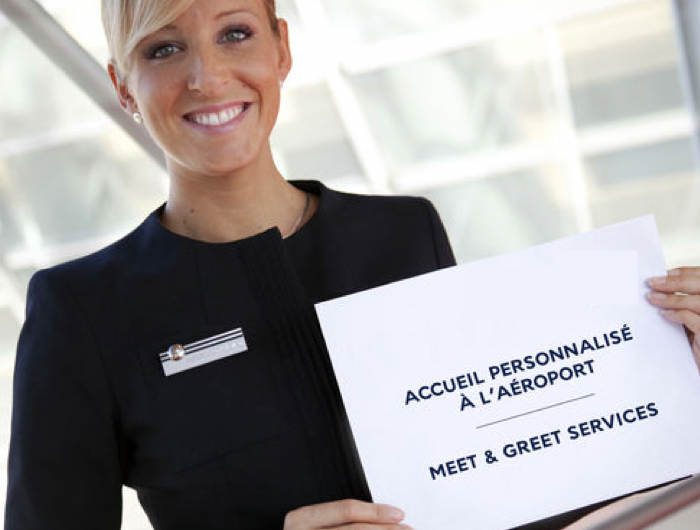 ACCUEIL PERSONNALISÉ
À L'AÉROPORT
MEET & GREET SERVICES